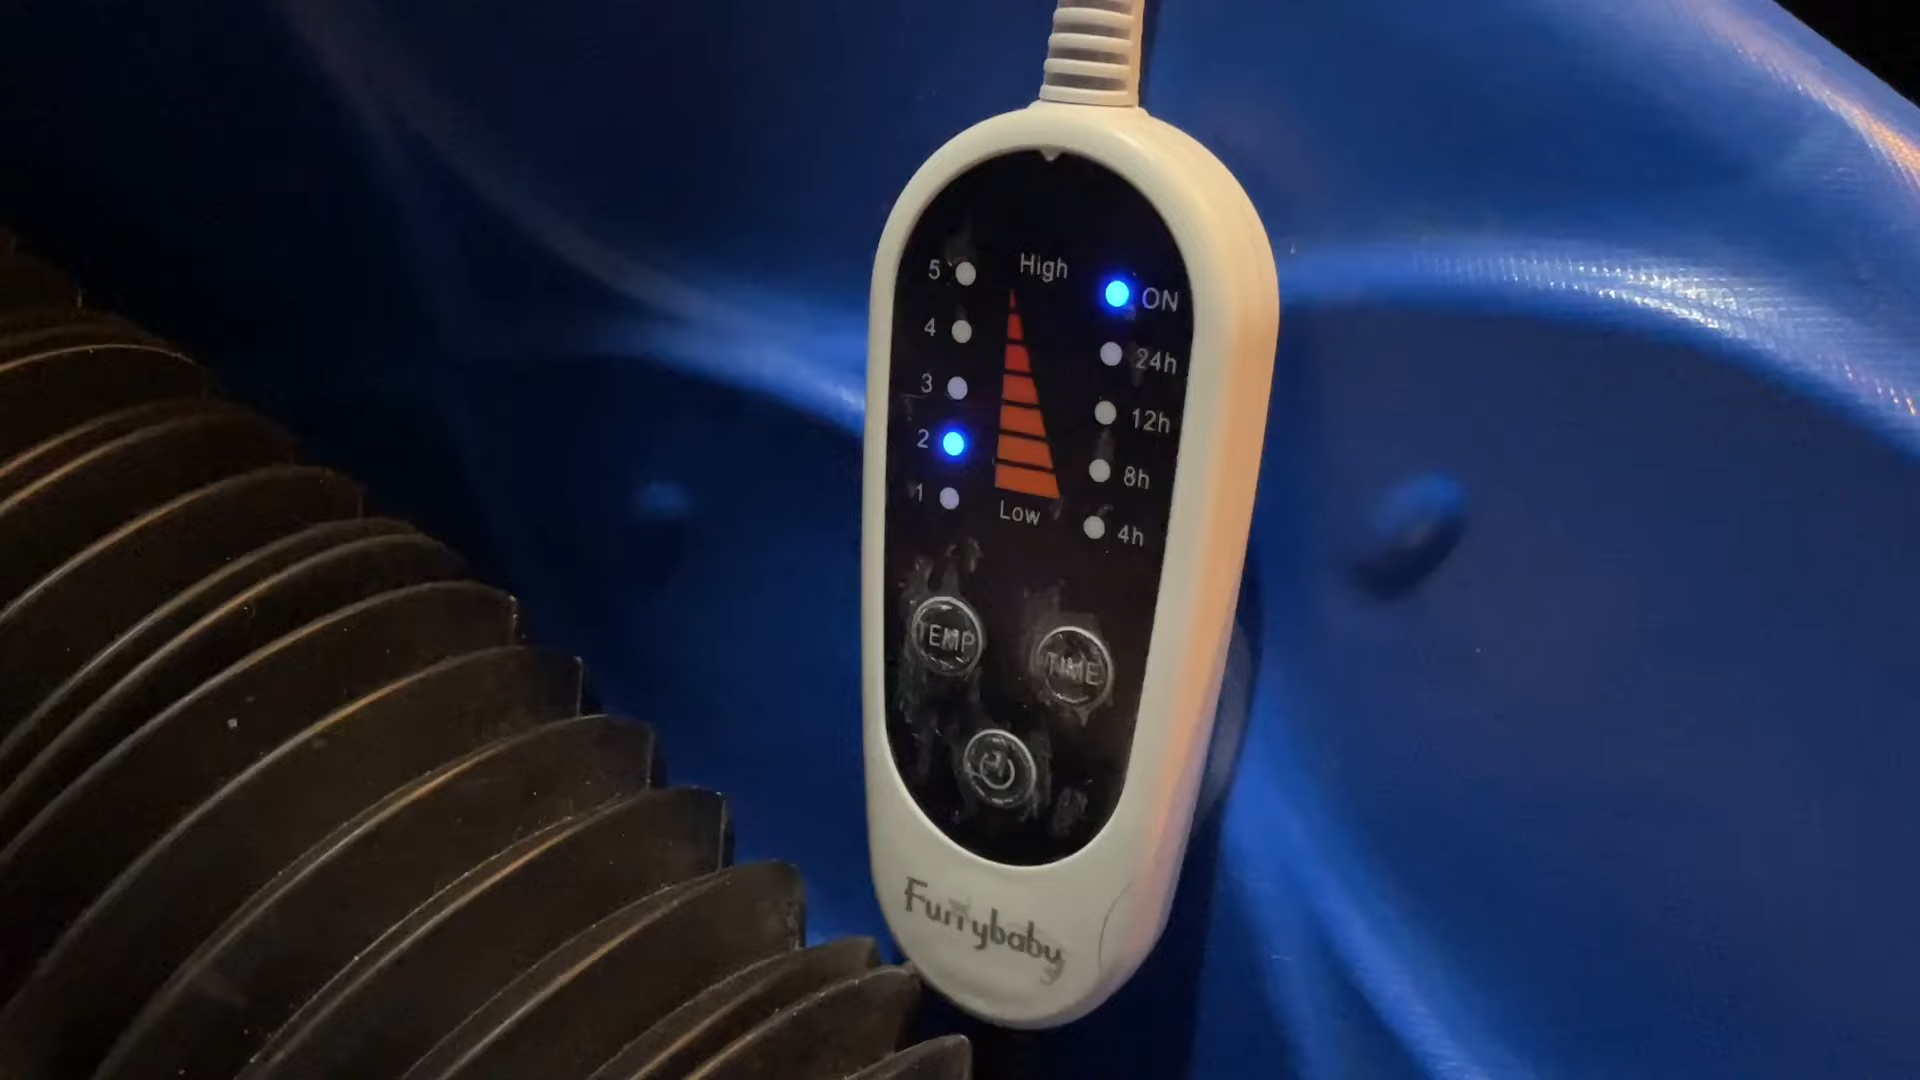 5 High ON
4 24h
3 12h
2 8h
1 Low 4h
TEMP TIME
Furrybaby